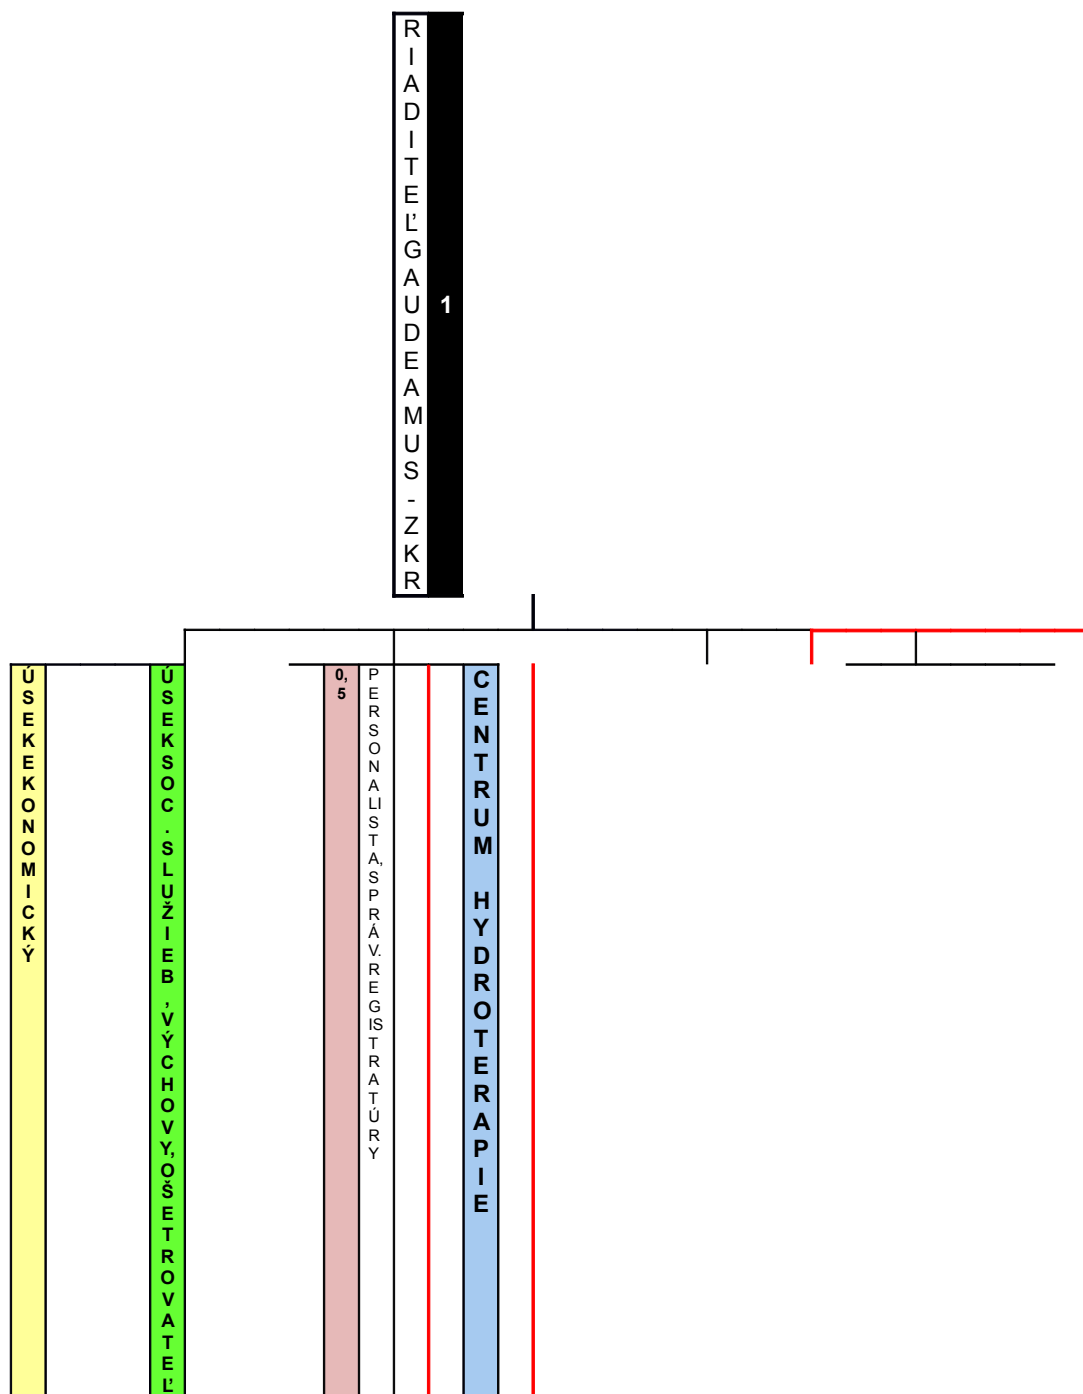 RIADITEĽ GAUDEAMUS - ZKR
1
ÚSEK EKONOMICKÝ
ÚSEK SOC. SLUŽIEB, VÝCHOVY, OŠETROVATEĽ
0,5
PERSONALISTA, SPRÁV. REGISTRATÚRY
CENTRUM HYDROTERAPIE